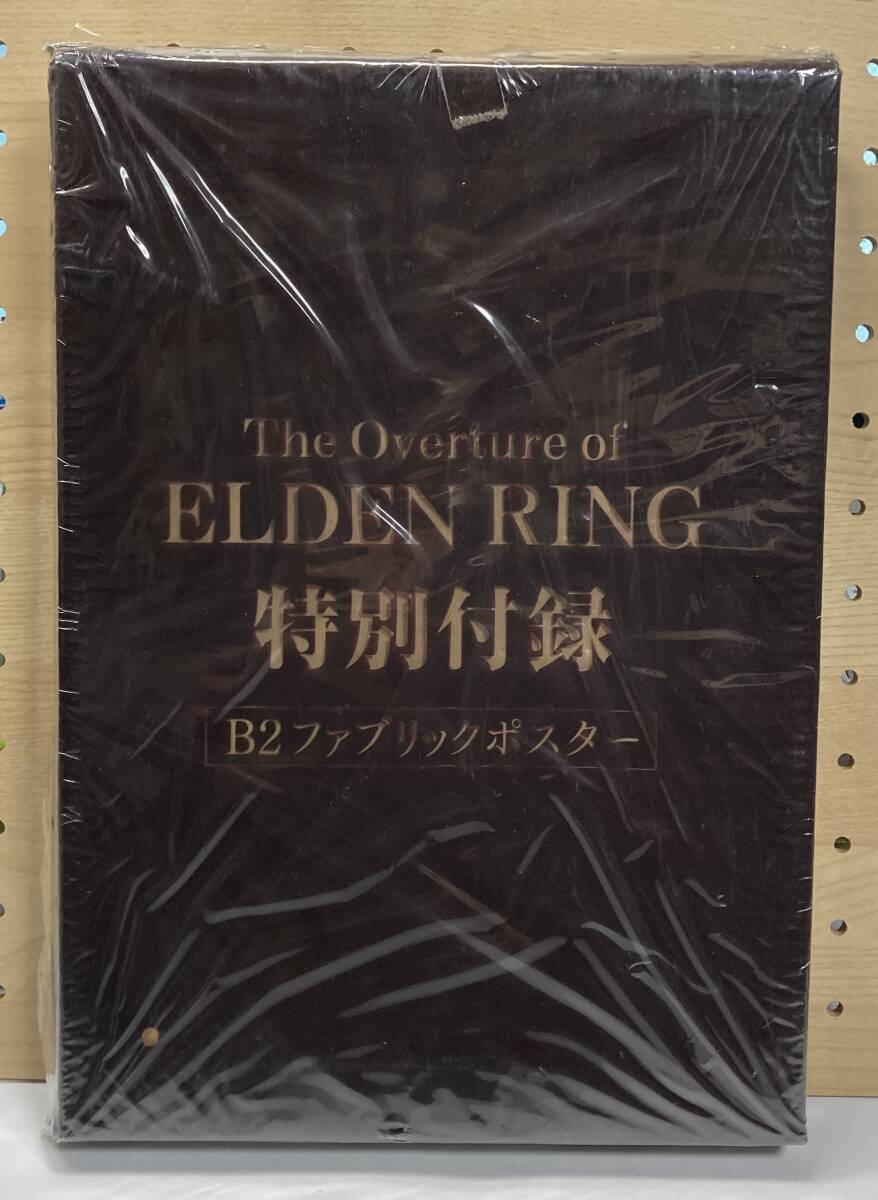 The Overture of
ELDEN RING
特別付録
B2ファブリックポスター